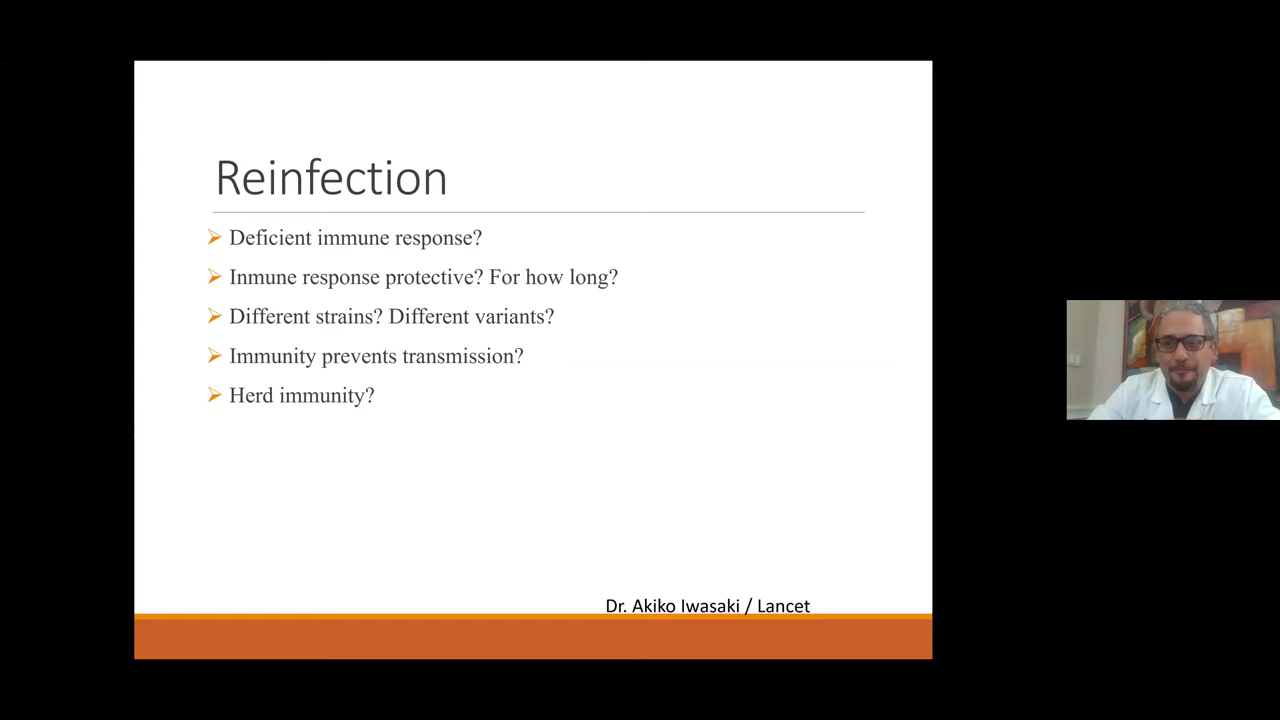 Reinfection
Deficient immune response?
Inmune response protective? For how long?
Different strains? Different variants?
Immunity prevents transmission?
Herd immunity?
Dr. Akiko Iwasaki / Lancet